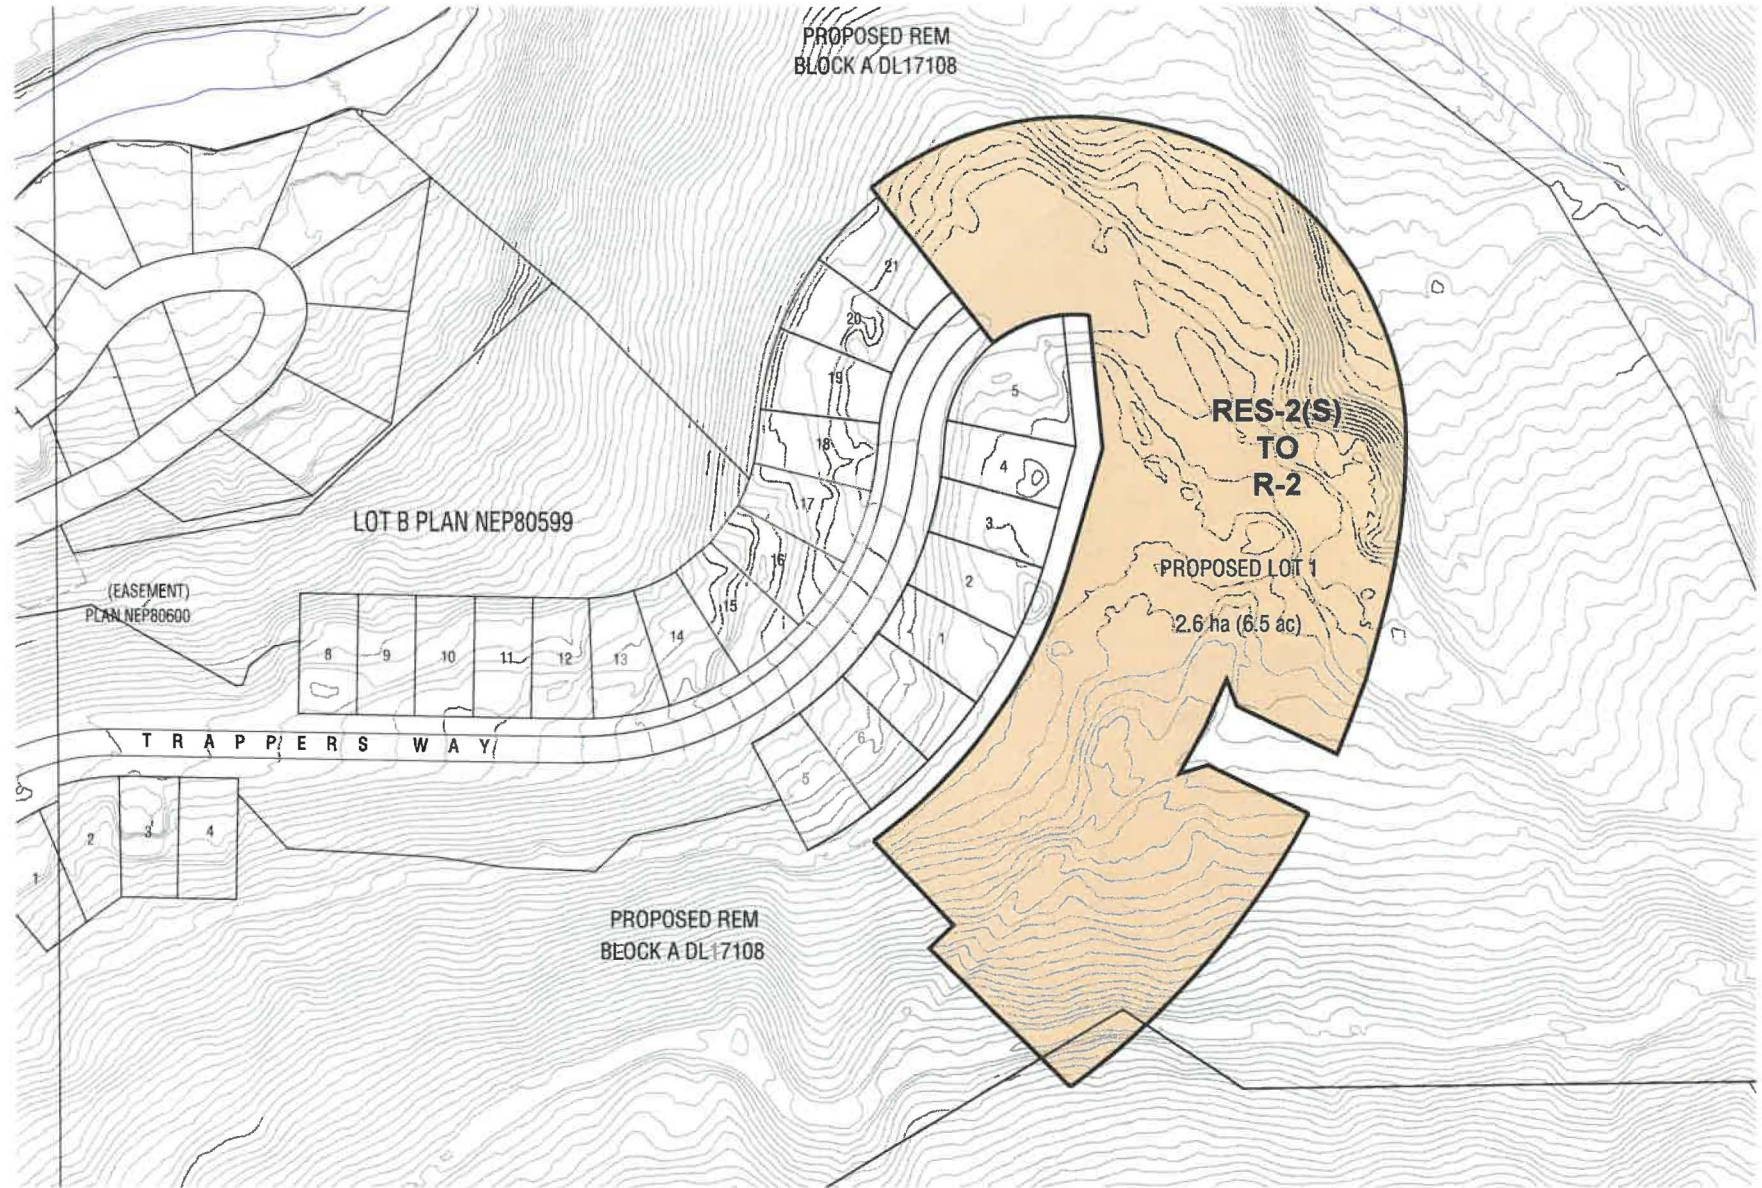 PROPOSED REM
BLOCK A DL17108
21
20
19
18
17
16
15
14
13
12
11
10
9
8
5
4
3
2
1
6
5
RES-2(S)
TO
R-2
PROPOSED LOT 1
2.6 ha (6.5 ac)
LOT B PLAN NEP80599
(EASEMENT)
PLAN NEP80600
TRAPPERS WAY
1
2
3
4
PROPOSED REM
BLOCK A DL17108